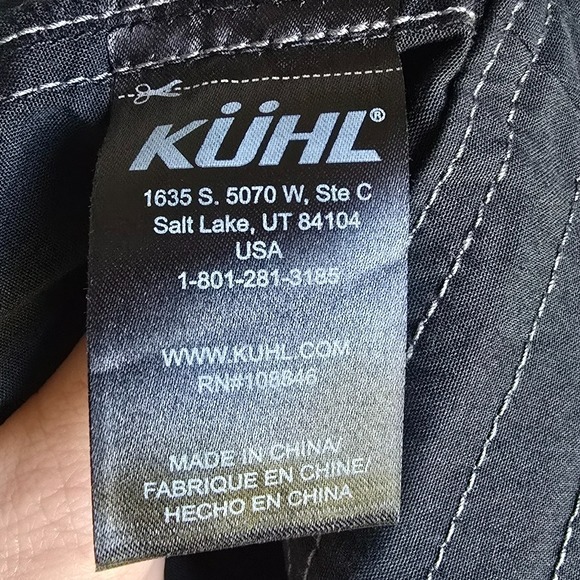 KÜHL®
1635 S. 5070 W, Ste C
Salt Lake, UT 84104
USA
1-801-281-3185
WWW.KUHL.COM
RN#108846
MADE IN CHINA/
FABRIQUE EN CHINE/
HECHO EN CHINA